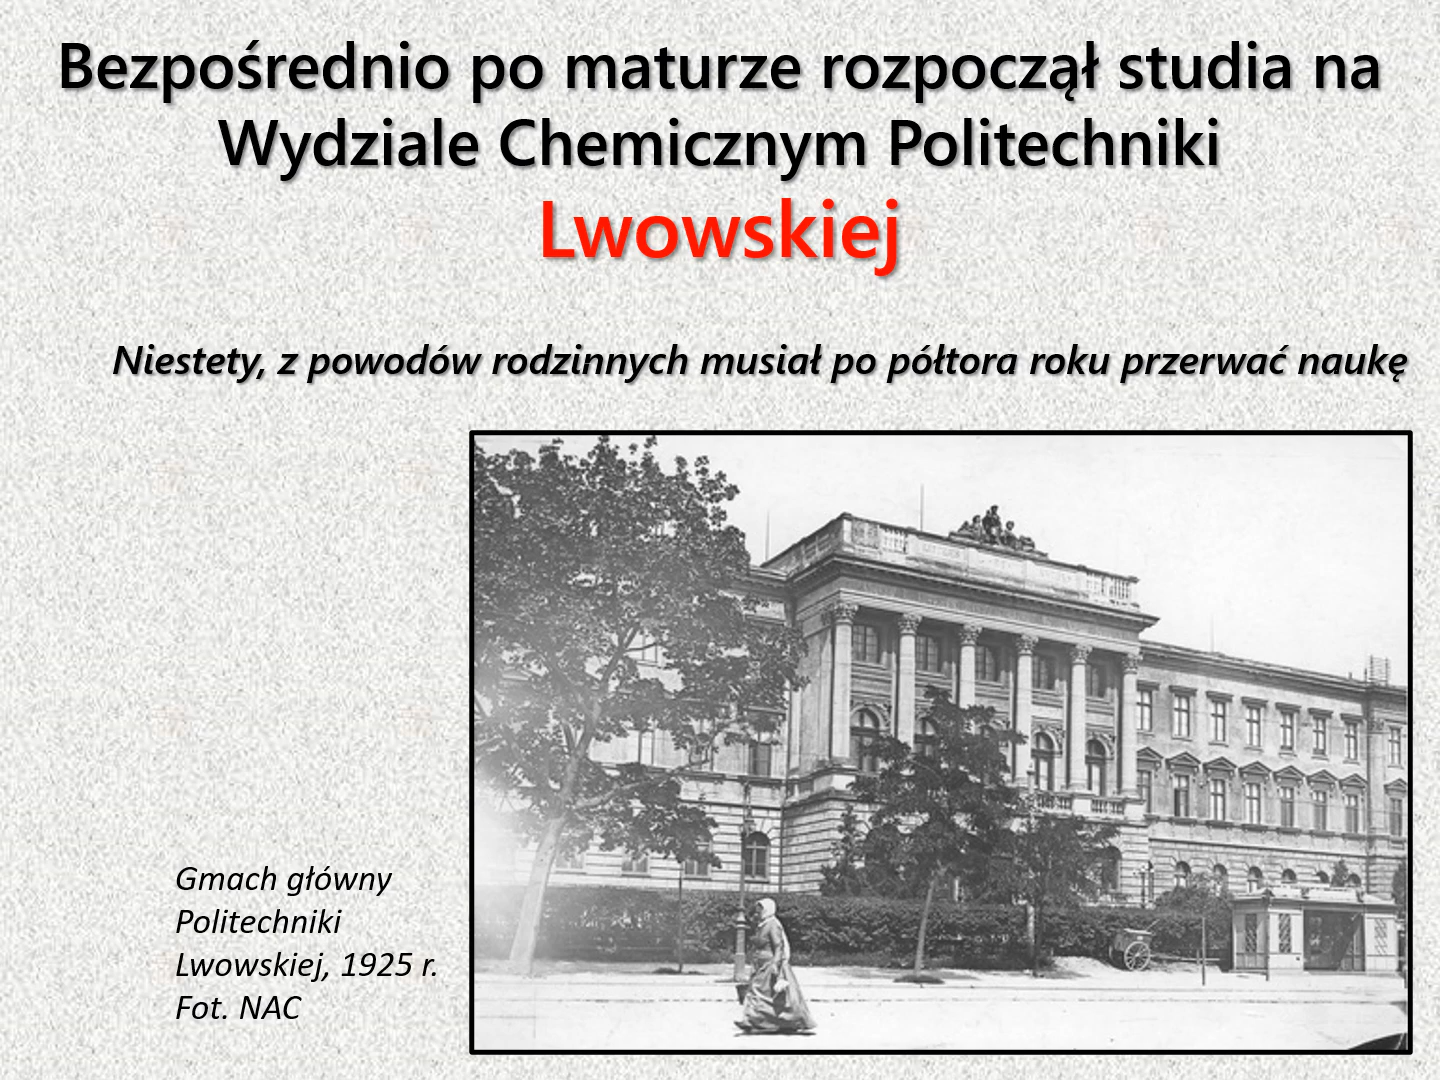 Bezpośrednio po maturze rozpoczął studia na
Wydziale Chemicznym Politechniki
Lwowskiej
Niestety, z powodów rodzinnych musiał po półtora roku przerwać naukę
Gmach główny
Politechniki
Lwowskiej, 1925 r.
Fot. NAC